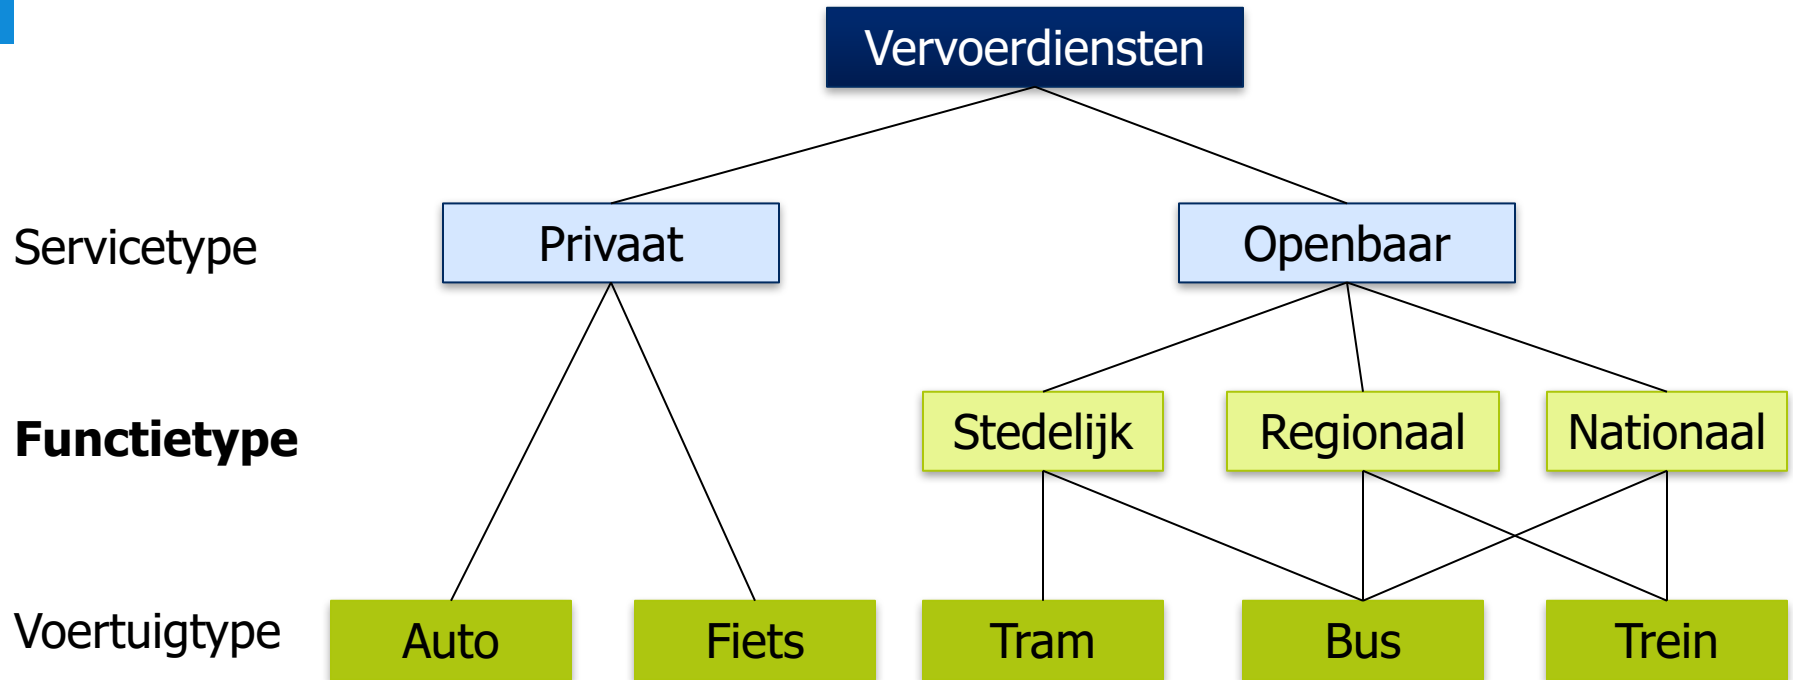 Vervoerdiensten
Servicetype
Privaat
Openbaar
Functietype
Stedelijk
Regionaal
Nationaal
Voertuigtype
Auto
Fiets
Tram
Bus
Trein